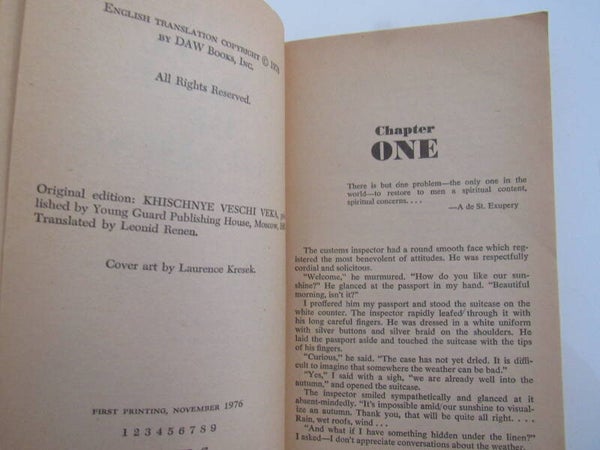 ENGLISH TRANSLATION COPYRIGHT © 1976
BY DAW BOOKS, INC.
All Rights Reserved.
Original edition: KHISCHNYE VESCHI VEKA,
lished by Young Guard Publishing House, Moscow,
Translated by Leonid Renen.
Cover art by Laurence Kresek.
FIRST PRINTING, NOVEMBER 1976
1 2 3 4 5 6 7 8 9
Chapter
ONE
There is but one problem—the only one in the
world—to restore to men a spiritual content,
spiritual concerns. . . .
—A de St. Exupery
The customs inspector had a round smooth face which reg-
istered the most benevolent of attitudes. He was respectfully
cordial and solicitous.
"Welcome," he murmured. "How do you like our sun-
shine?" He glanced at the passport in my hand. "Beautiful
morning, isn't it?"
I proffered him my passport and stood the suitcase on the
white counter. The inspector rapidly leafed through it with
his long careful fingers. He was dressed in a white uniform
with silver buttons and silver braid on the shoulders. He
laid the passport aside and touched the suitcase with the tips
of his fingers.
"Curious," he said. "The case has not yet dried. It is diffi-
cult to imagine that somewhere the weather can be bad."
"Yes," I said with a sigh, "we are already well into the
autumn," and opened the suitcase.
The inspector smiled sympathetically and glanced at it
absent-mindedly. "It's impossible amid our sunshine to visual-
ize an autumn. Thank you, that will be quite all right. . . .
Rain, wet roofs, wind . . .
"And what if I have something hidden under the linen?"
I asked—I don't appreciate conversations about the weather.